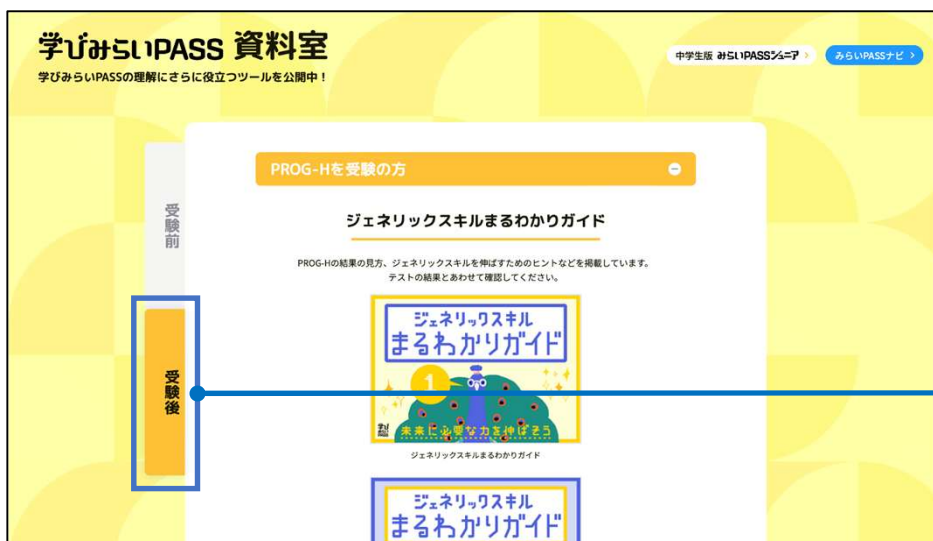 学びみらいPASS 資料室
学びみらいPASSの理解にさらに役立つツールを公開中！
中学生版 みらいPASSジュニア
みらいPASSナビ
受験前
受験後
PROG-Hを受験の方
ジェネリックスキルまるわかりガイド
PROG-Hの結果の見方、ジェネリックスキルを伸ばすためのヒントなどを掲載しています。
テストの結果とあわせて確認してください。
ジェネリックスキル
まるわかりガイド
1
未来に必要な力を伸ばそう
ジェネリックスキルまるわかりガイド
ジェネリックスキル
まるわかりガイド